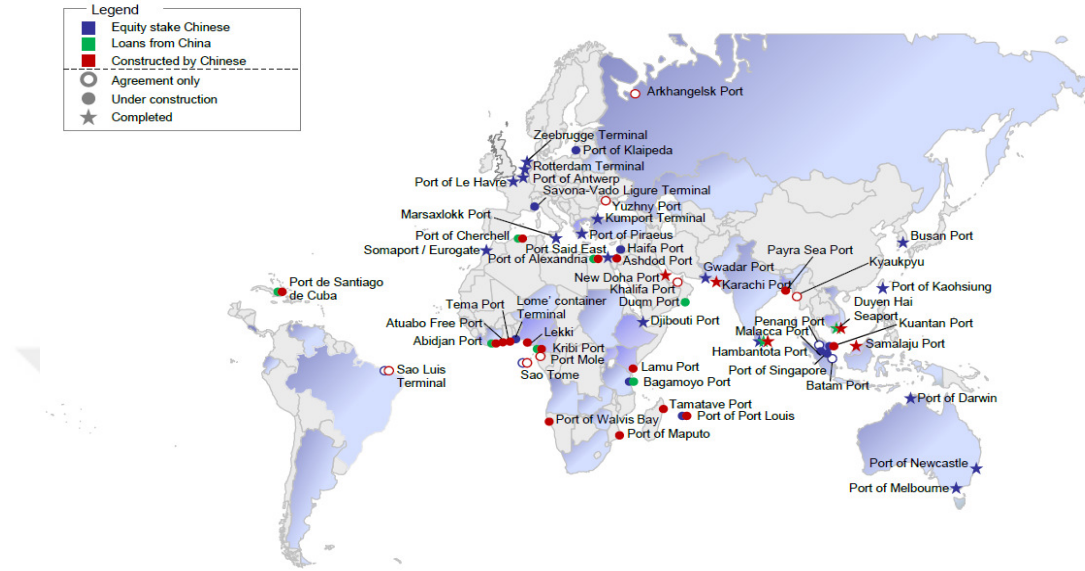 Legend
Equity stake Chinese
Loans from China
Constructed by Chinese
Agreement only
Under construction
Completed
Arkhangelsk Port
Zeebrugge Terminal
Port of Klaipeda
Rotterdam Terminal
Port of Antwerp
Port of Le Havre
Savona-Vado Ligure Terminal
Yuzhny Port
Marsaxlokk Port
Kumport Terminal
Port of Cherchell
Port of Piraeus
Busan Port
Somaport / Eurogate
Port Said East
Haifa Port
Payra Sea Port
Port of Alexandria
Ashdod Port
Kyaukpyu
New Doha Port
Gwadar Port
Khalifa Port
Karachi Port
Port de Santiago
de Cuba
Duqm Port
Port of Kaohsiung
Tema Port
Lome' container
Terminal
Duyen Hai
Seaport
Atuabo Free Port
Djibouti Port
Penang Port
Malacca Port
Kuantan Port
Lekki
Abidjan Port
Kribi Port
Hambantota Port
Samalaju Port
Port Mole
Sao Luis
Terminal
Sao Tome
Lamu Port
Port of Singapore
Bagamoyo Port
Batam Port
Tamatave Port
Port of Darwin
Port of Walvis Bay
Port of Port Louis
Port of Maputo
Port of Newcastle
Port of Melbourne